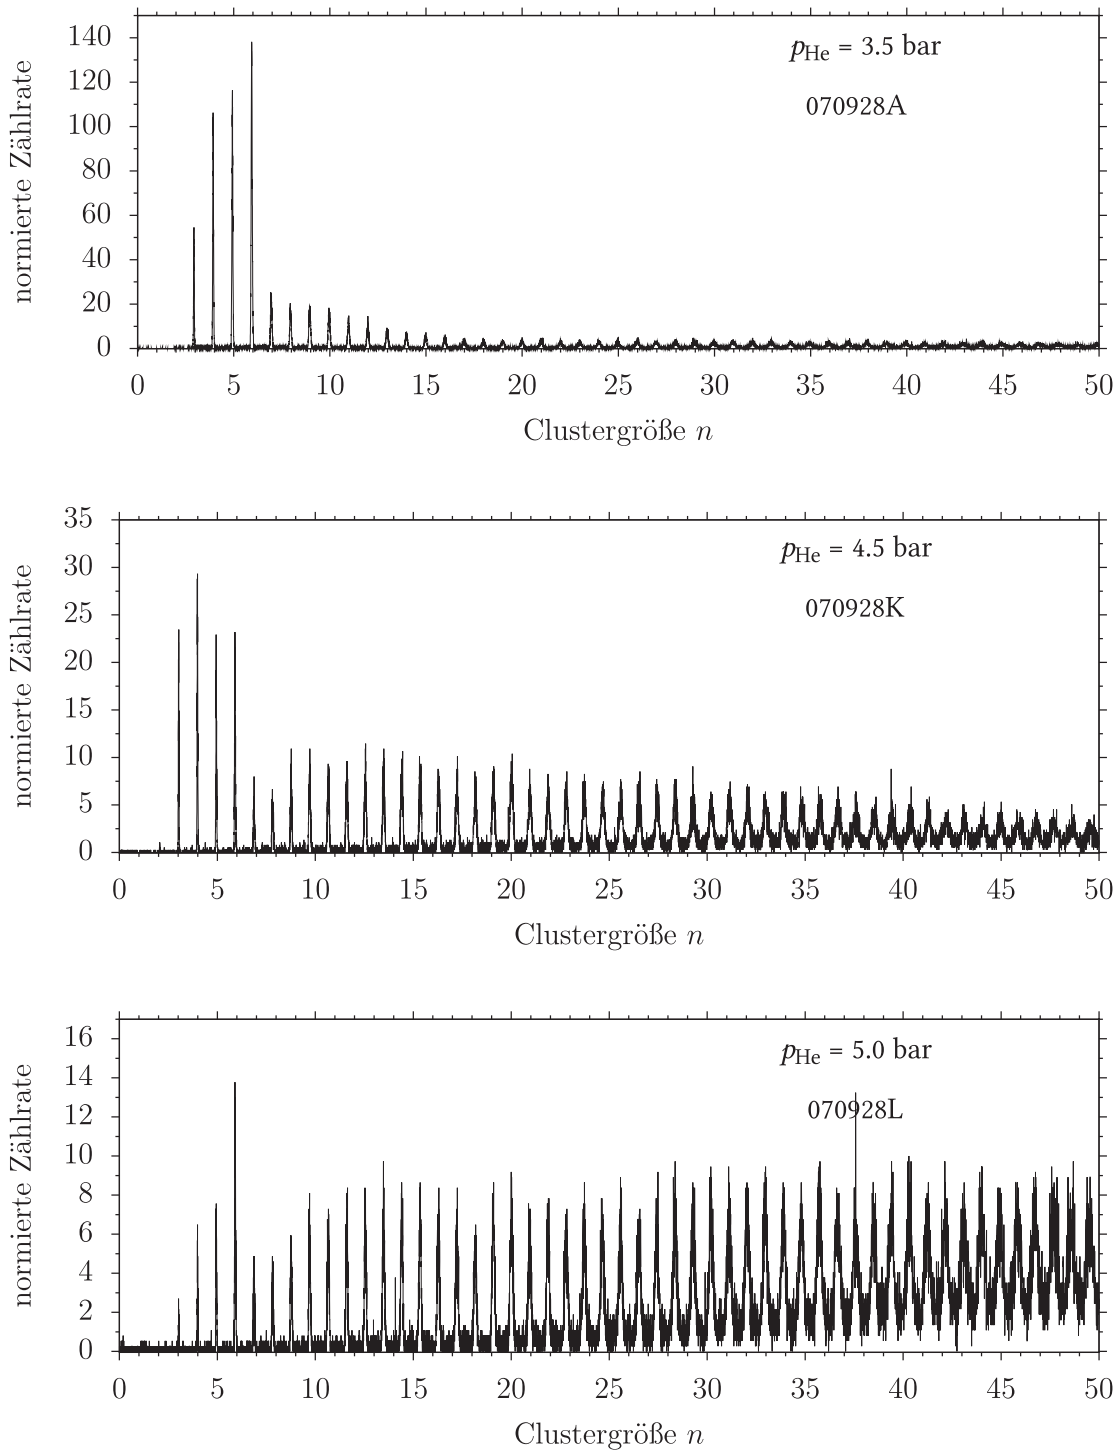 140
120
100
80
60
40
20
0
normierte Zählrate
p_He = 3.5 bar
070928A
0 5 10 15 20 25 30 35 40 45 50
Clustergröße n
35
30
25
20
15
10
5
0
normierte Zählrate
p_He = 4.5 bar
070928K
0 5 10 15 20 25 30 35 40 45 50
Clustergröße n
16
14
12
10
8
6
4
2
0
normierte Zählrate
p_He = 5.0 bar
070928L
0 5 10 15 20 25 30 35 40 45 50
Clustergröße n